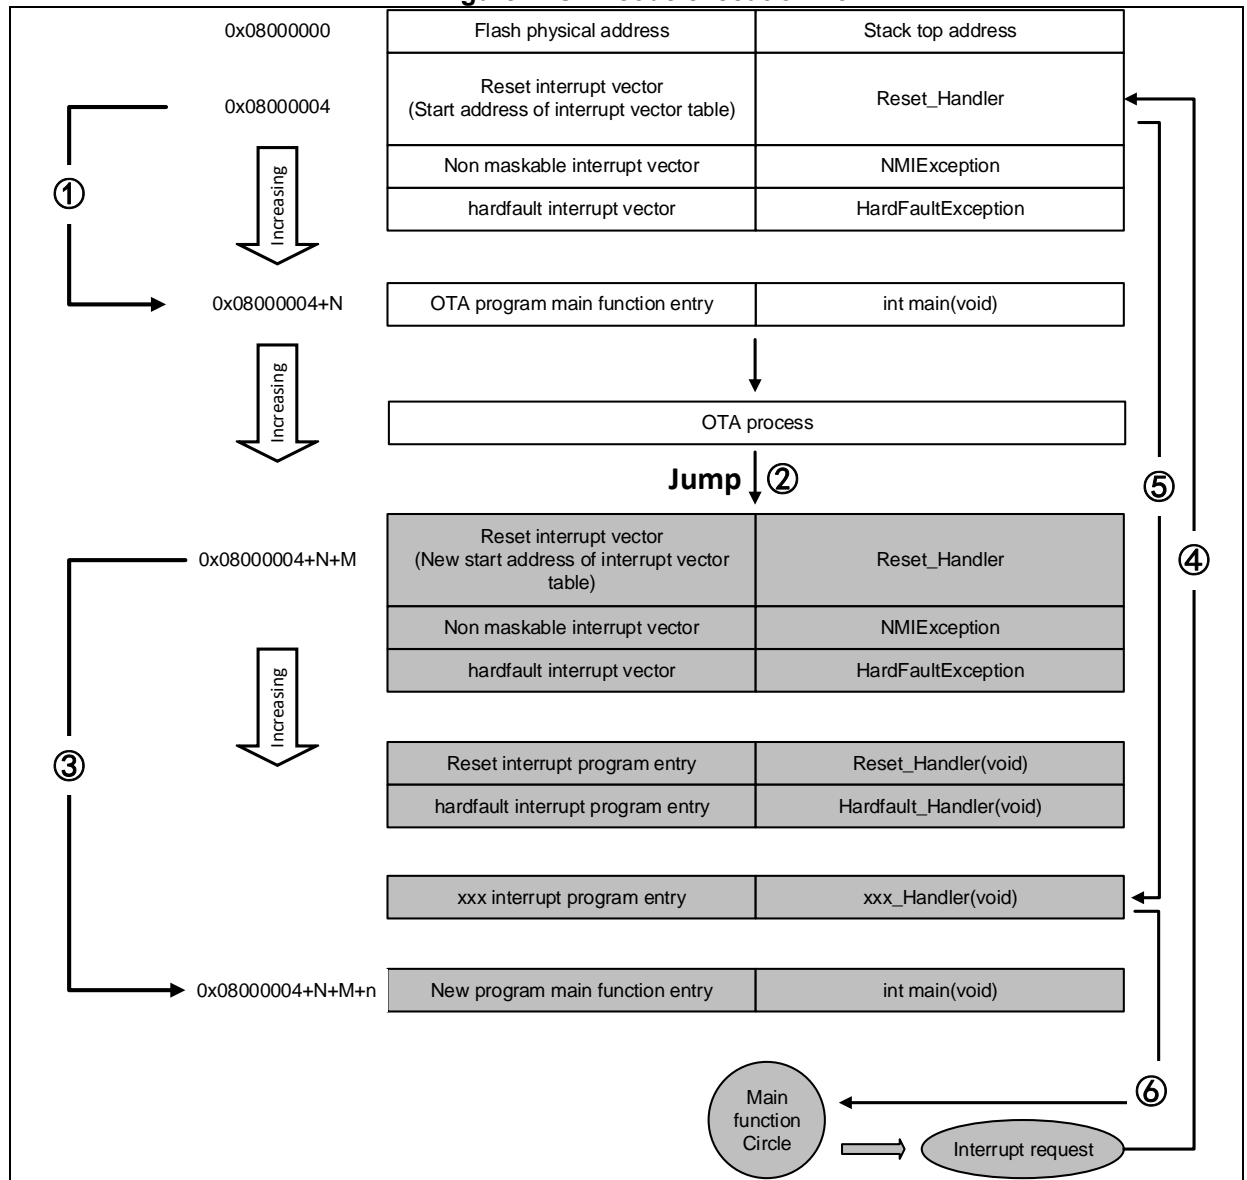 0x08000000
Flash physical address
Stack top address
0x08000004
Reset interrupt vector
(Start address of interrupt vector table)
Reset_Handler
Non maskable interrupt vector
NMIException
hardfault interrupt vector
HardFaultException
Increasing
①
0x08000004+N
OTA program main function entry
int main(void)
Increasing
OTA process
Jump
②
⑤
④
0x08000004+N+M
Reset interrupt vector
(New start address of interrupt vector
table)
Reset_Handler
Non maskable interrupt vector
NMIException
hardfault interrupt vector
HardFaultException
Increasing
③
Reset interrupt program entry
Reset_Handler(void)
hardfault interrupt program entry
Hardfault_Handler(void)
xxx interrupt program entry
xxx_Handler(void)
0x08000004+N+M+n
New program main function entry
int main(void)
⑥
Main
function
Circle
Interrupt request